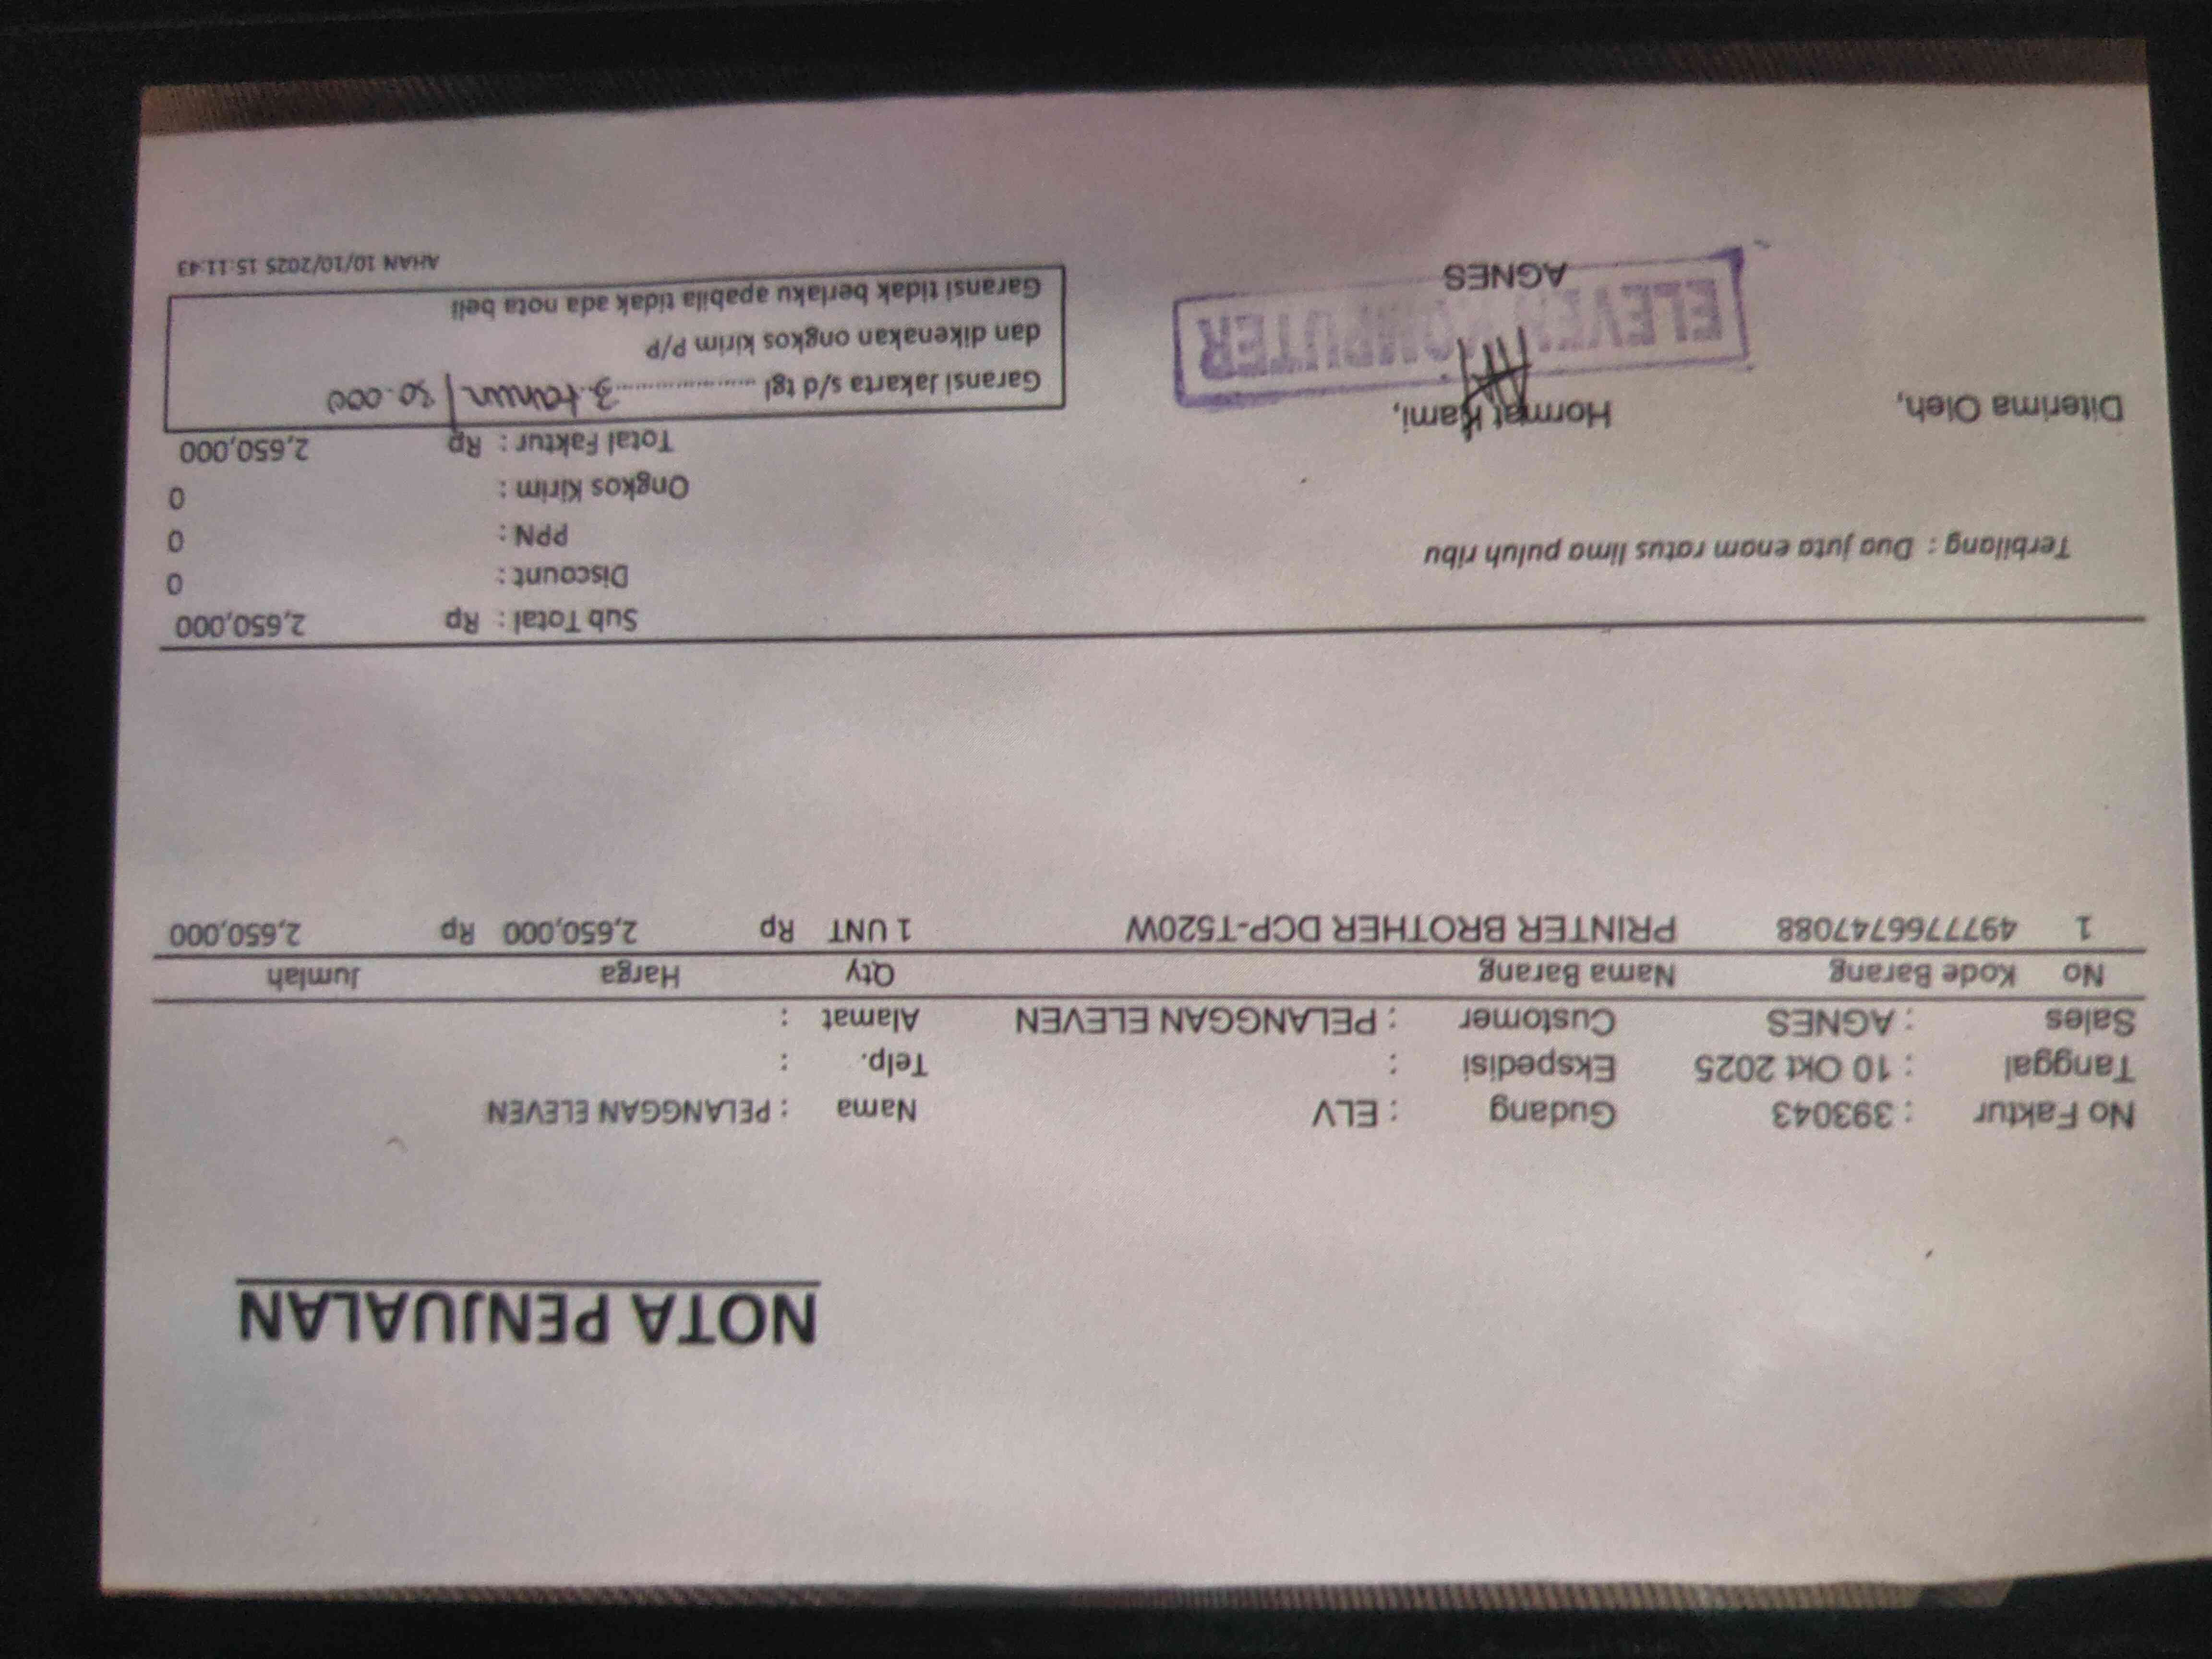 NOTA PENJUALAN
No Faktur : 393043 Gudang : ELV Nama : PELANGGAN ELEVEN
Tanggal : 10 Okt 2025 Ekspedisi : Telp. :
Sales : AGNES Customer : PELANGGAN ELEVEN Alamat :
No Kode Barang Nama Barang Qty Harga Jumlah
1 4977766747088 PRINTER BROTHER DCP-T520W 1 UNT Rp 2,650,000 Rp 2,650,000
Sub Total : Rp 2,650,000
Terbilang : Dua juta enam ratus lima puluh ribu
Discount : 0
PPN : 0
Ongkos Kirim : 0
Total Faktur : Rp 2,650,000
Diterima Oleh, Hormat Kami,
ELEVEN KOMPUTER
AGNES
Garansi Jakarta s/d tgl ........................ 3 tahun / 30.000
dan dikenakan ongkos kirim P/P
Garansi tidak berlaku apabila tidak ada nota beli
AHAN 10/10/2025 15:11:43